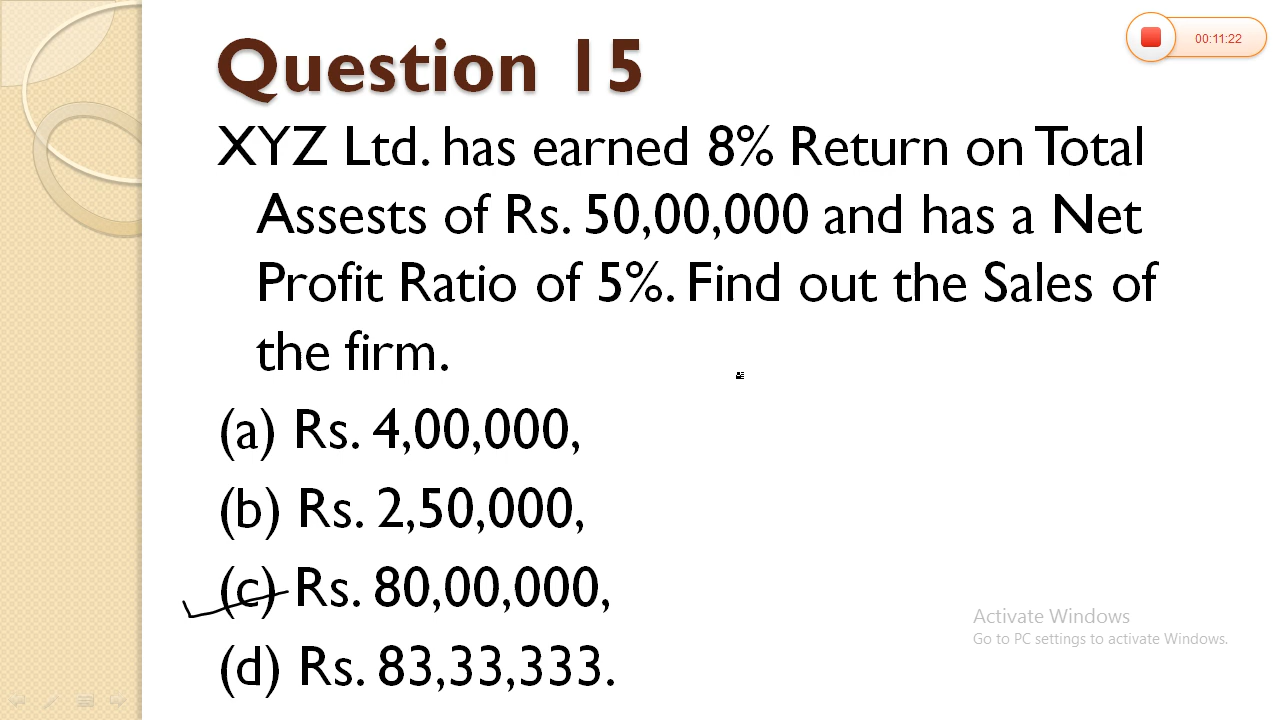 00:11:22
Question 15
XYZ Ltd. has earned 8% Return on Total
Assests of Rs. 50,00,000 and has a Net
Profit Ratio of 5%. Find out the Sales of
the firm.
(a) Rs. 4,00,000,
(b) Rs. 2,50,000,
(c) Rs. 80,00,000,
(d) Rs. 83,33,333.
Activate Windows
Go to PC settings to activate Windows.